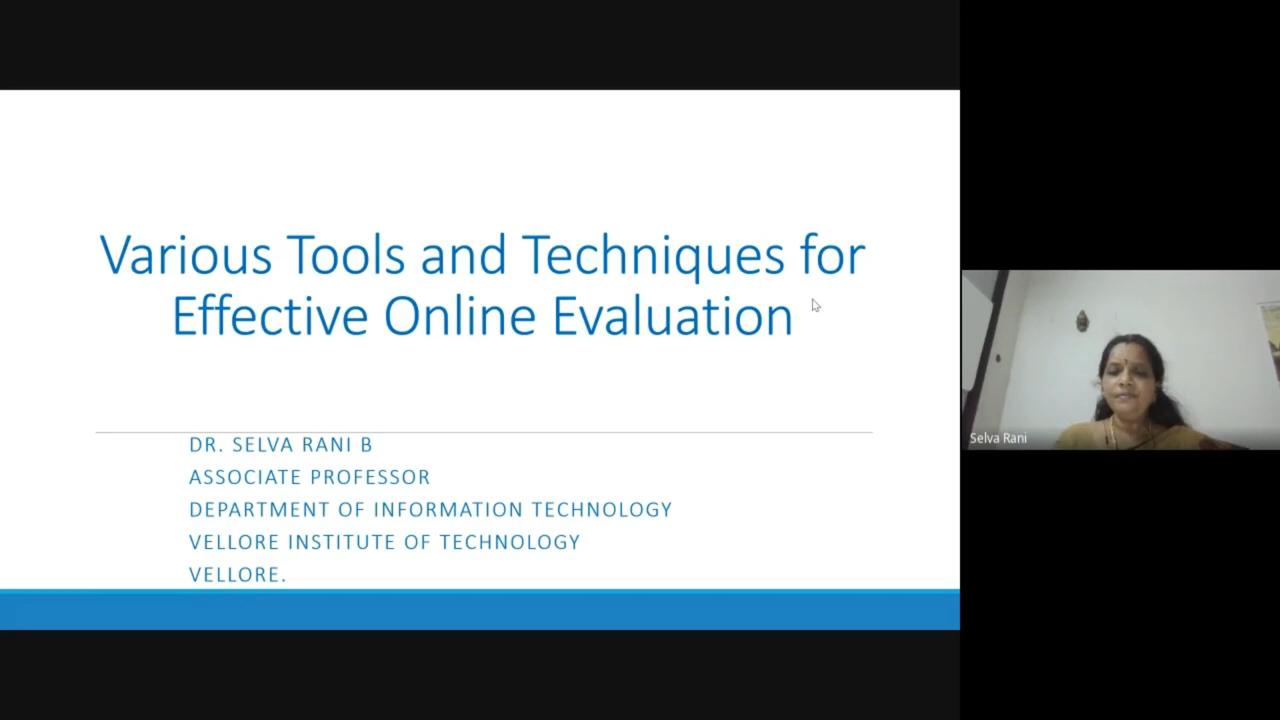 Various Tools and Techniques for
Effective Online Evaluation
DR. SELVA RANI B
ASSOCIATE PROFESSOR
DEPARTMENT OF INFORMATION TECHNOLOGY
VELLORE INSTITUTE OF TECHNOLOGY
VELLORE.
Selva Rani